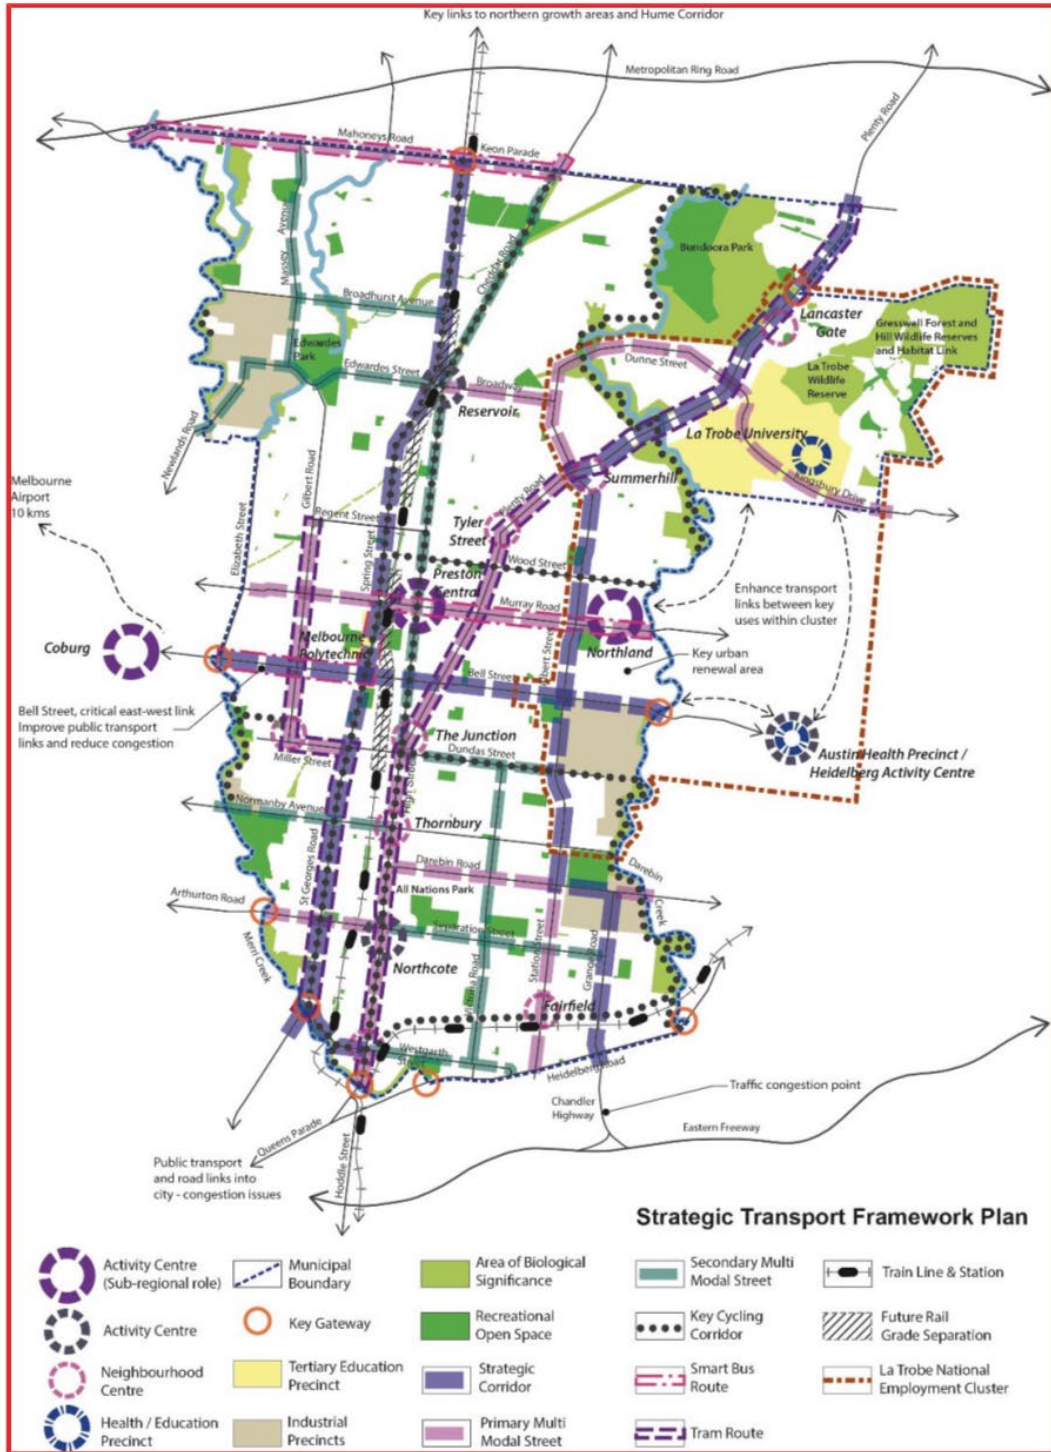 Key links to northern growth areas and Hume Corridor
Metropolitan Ring Road
Plenty Road
Mahoneys Road
Keon Parade
Massey Avenue
Cheddar Road
Bundoora Park
Broadhurst Avenue
Lancaster
Gate
Gresswell Forest and
Hill Wildlife Reserves
and Habitat Link
Edwardes
Park
Edwardes Street
Dunne Street
La Trobe
Wildlife
Reserve
Broadway
Reservoir
La Trobe University
Newlands Road
Gilbert Road
Summerhill
Kingsbury Drive
Melbourne
Airport
10 kms
Plenty Road
Regent Street
Tyler
Street
Elizabeth Street
Spring Street
Wood Street
Preston
Central
Enhance transport
links between key
uses within cluster
Murray Road
Coburg
Melbourne
Polytechnic
Northland
Key urban
renewal area
Bell Street
Bell Street, critical east-west link
Improve public transport
links and reduce congestion
The Junction
Miller Street
Dundas Street
Austin Health Precinct /
Heidelberg Activity Centre
High Street
Normanby Avenue
Thornbury
St Georges Road
Darebin Road
Darebin
Creek
All Nations Park
Arthurton Road
Separation Street
Merri Creek
Northcote
Station Street
Grange Road
Victoria Road
Fairfield
Westgarth
Street
Heidelberg Road
Chandler
Highway
Traffic congestion point
Eastern Freeway
Queens Parade
Hoddle Street
Public transport
and road links into
city - congestion issues
Strategic Transport Framework Plan
Activity Centre
(Sub-regional role)
Municipal
Boundary
Area of Biological
Significance
Secondary Multi
Modal Street
Train Line & Station
Activity Centre
Key Gateway
Recreational
Open Space
Key Cycling
Corridor
Future Rail
Grade Separation
Neighbourhood
Centre
Tertiary Education
Precinct
Strategic
Corridor
Smart Bus
Route
La Trobe National
Employment Cluster
Health / Education
Precinct
Industrial
Precincts
Primary Multi
Modal Street
Tram Route